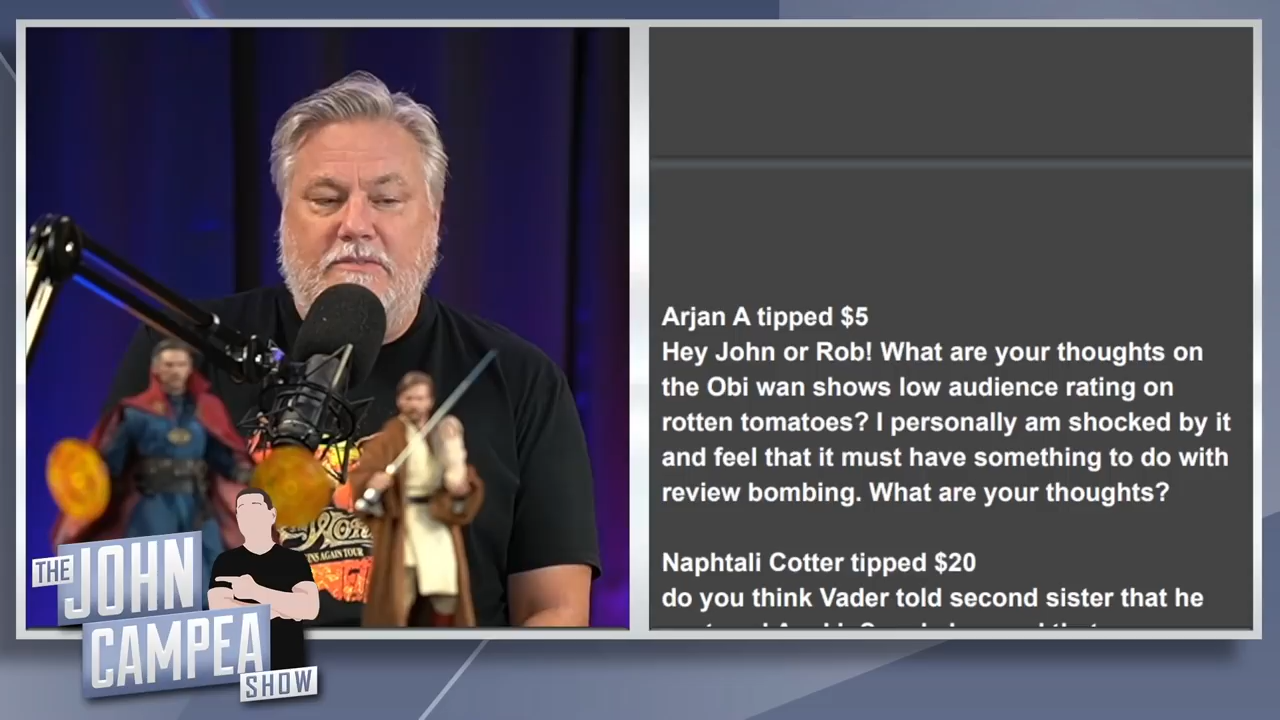 Arjan A tipped $5
Hey John or Rob! What are your thoughts on
the Obi wan shows low audience rating on
rotten tomatoes? I personally am shocked by it
and feel that it must have something to do with
review bombing. What are your thoughts?
Naphtali Cotter tipped $20
do you think Vader told second sister that he
THE
JOHN
CAMPEA
SHOW
INS AGAIN TOUR